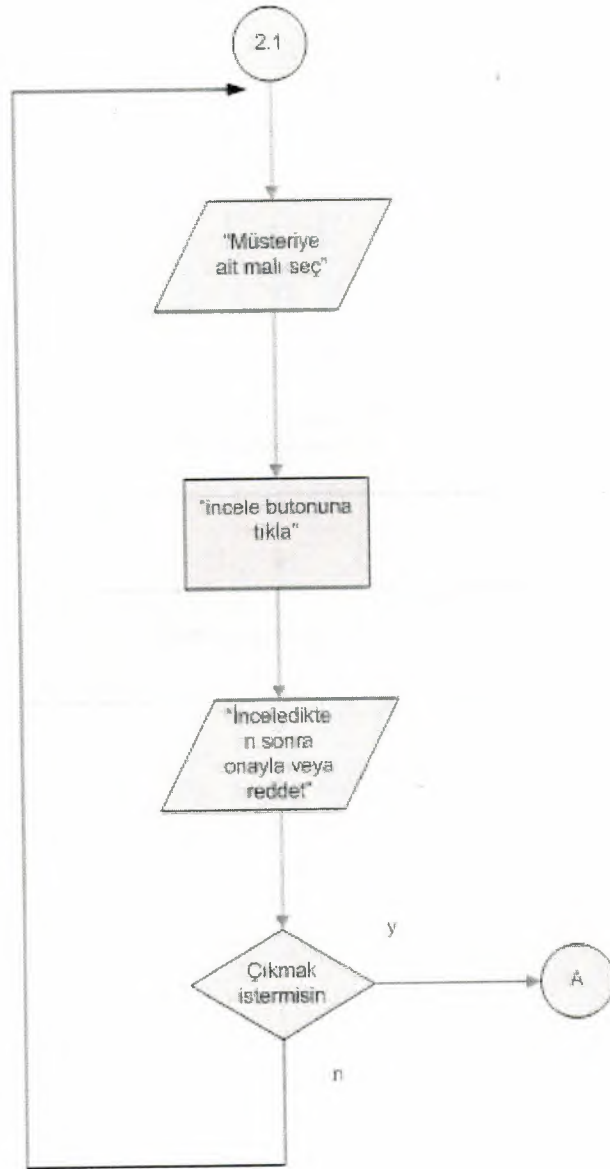 2.1
"Müsteriye
ait malı seç"
"incele butonuna
tıkla"
"İnceledikte
n sonra
onayla veya
reddet"
y
Çıkmak
istermisin
A
n